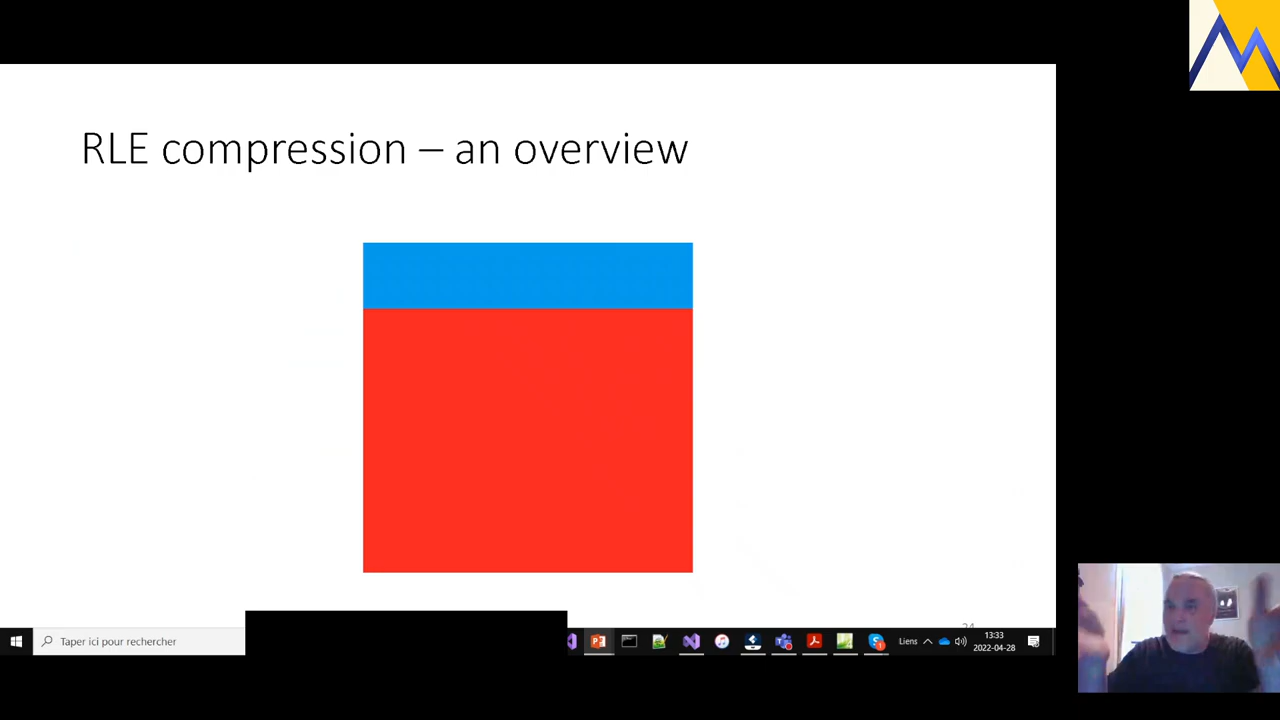 RLE compression – an overview
Taper ici pour rechercher
Liens
13:33
2022-04-28